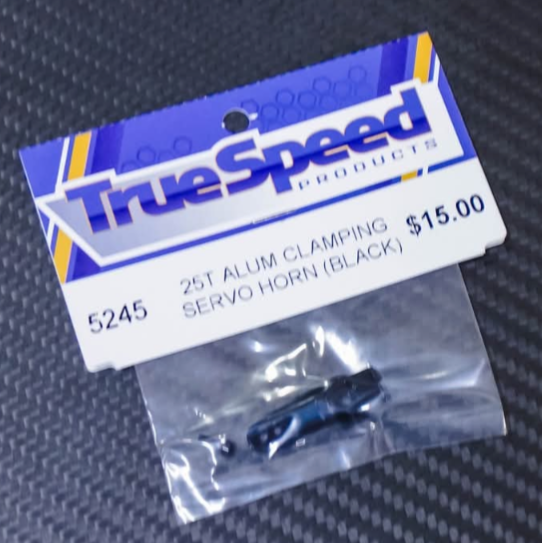 TrueSpeed
PRODUCTS
5245
25T ALUM CLAMPING
SERVO HORN (BLACK)
$15.00